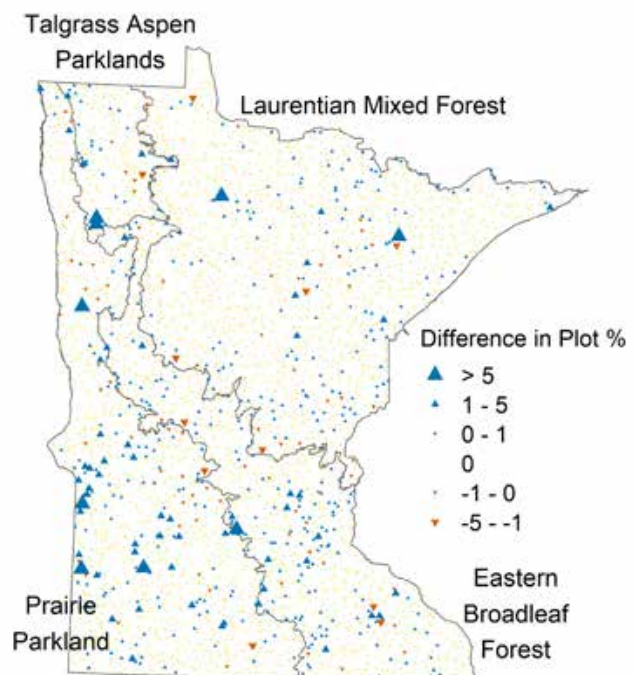 Talgrass Aspen
Parklands
Laurentian Mixed Forest
Difference in Plot %
> 5
1 - 5
0 - 1
0
-1 - 0
-5 - -1
Prairie
Parkland
Eastern
Broadleaf
Forest